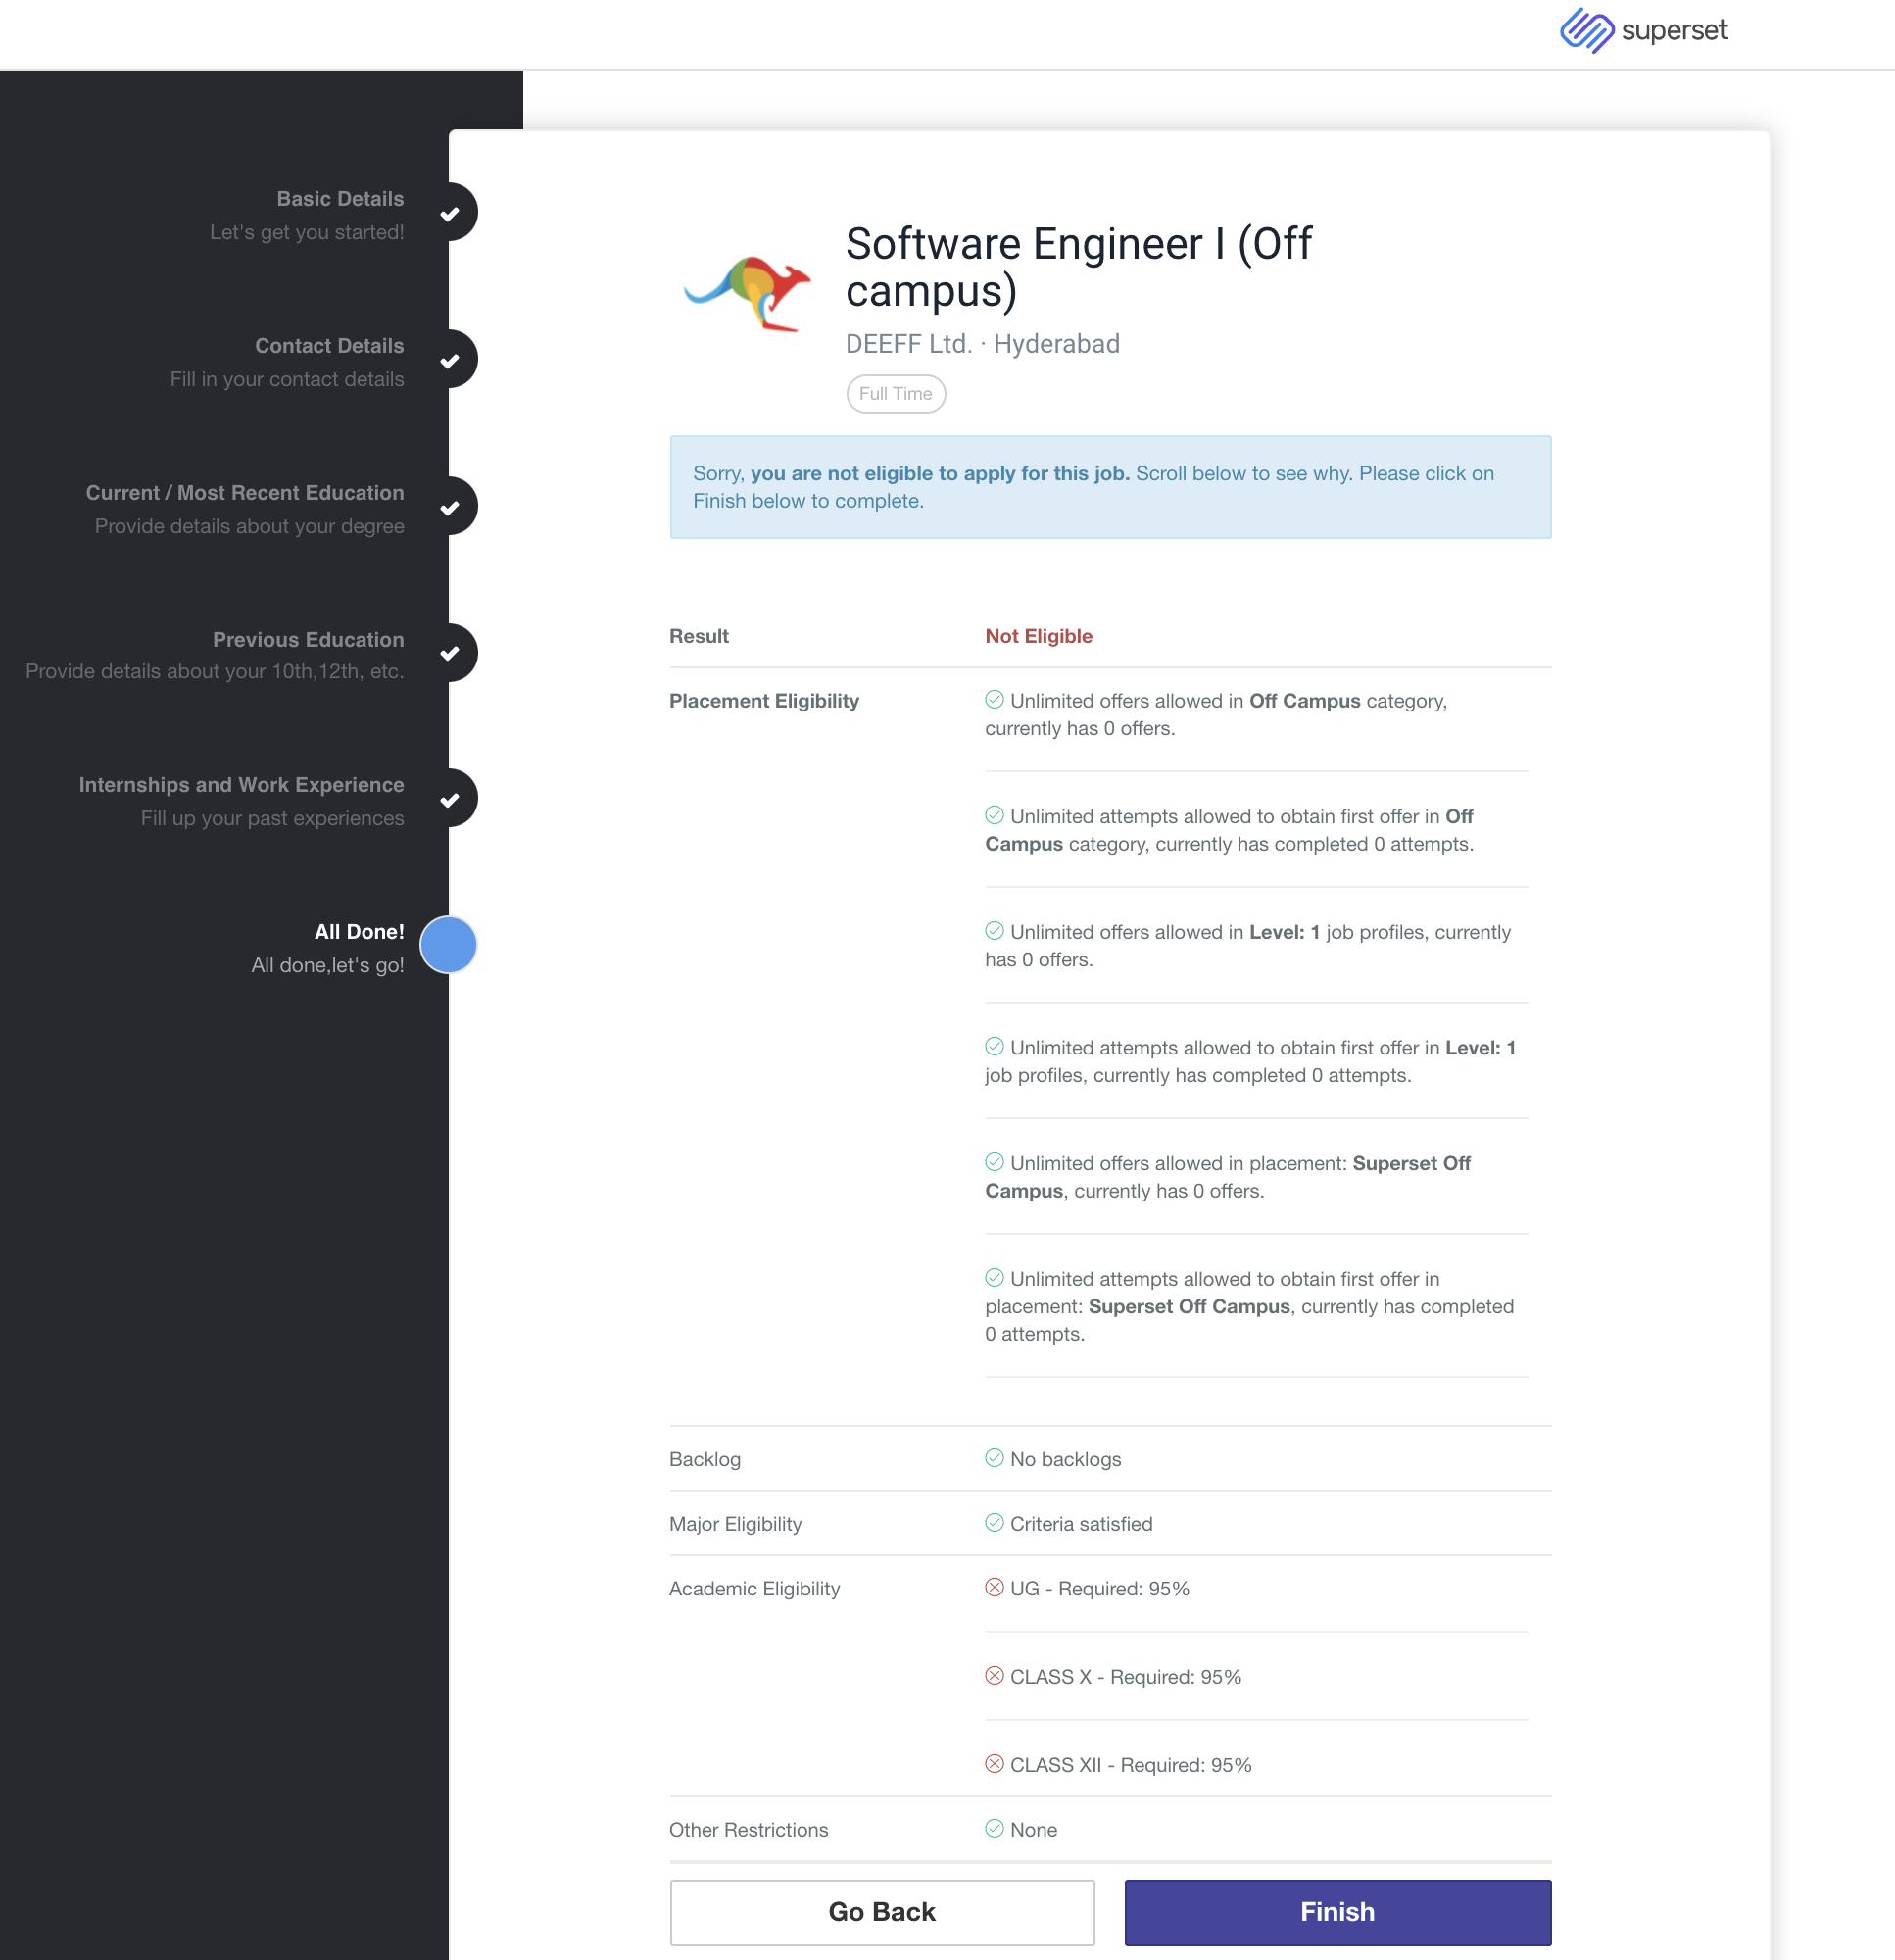 superset
Basic Details
Let's get you started!
Contact Details
Fill in your contact details
Current / Most Recent Education
Provide details about your degree
Previous Education
Provide details about your 10th,12th, etc.
Internships and Work Experience
Fill up your past experiences
All Done!
All done,let's go!
Software Engineer I (Off
campus)
DEEFF Ltd. · Hyderabad
Full Time
Sorry, you are not eligible to apply for this job. Scroll below to see why. Please click on
Finish below to complete.
Result
Not Eligible
Placement Eligibility
Unlimited offers allowed in Off Campus category,
currently has 0 offers.
Unlimited attempts allowed to obtain first offer in Off
Campus category, currently has completed 0 attempts.
Unlimited offers allowed in Level: 1 job profiles, currently
has 0 offers.
Unlimited attempts allowed to obtain first offer in Level: 1
job profiles, currently has completed 0 attempts.
Unlimited offers allowed in placement: Superset Off
Campus, currently has 0 offers.
Unlimited attempts allowed to obtain first offer in
placement: Superset Off Campus, currently has completed
0 attempts.
Backlog
No backlogs
Major Eligibility
Criteria satisfied
Academic Eligibility
UG - Required: 95%
CLASS X - Required: 95%
CLASS XII - Required: 95%
Other Restrictions
None
Go Back
Finish